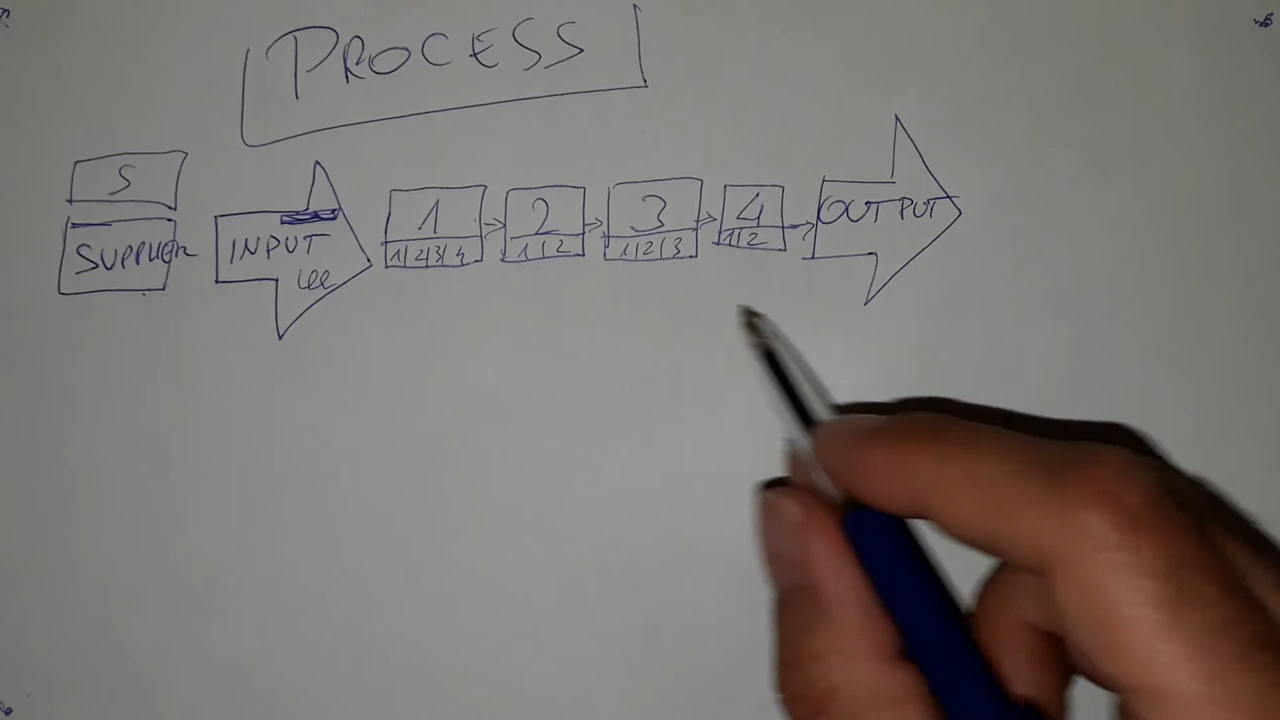 PROCESS
S
SUPPLIER
INPUT
1
1|2|3|4
2
1|2
3
1|2|3
4
1|2
OUTPUT